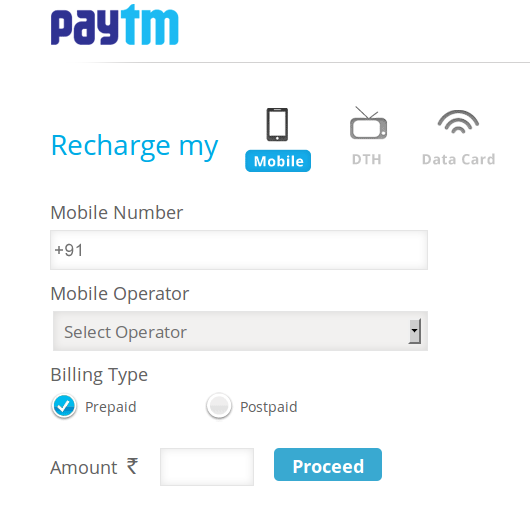 paytm
Recharge my
Mobile DTH Data Card
Mobile Number
+91
Mobile Operator
Select Operator
Billing Type
Prepaid Postpaid
Amount ₹ Proceed